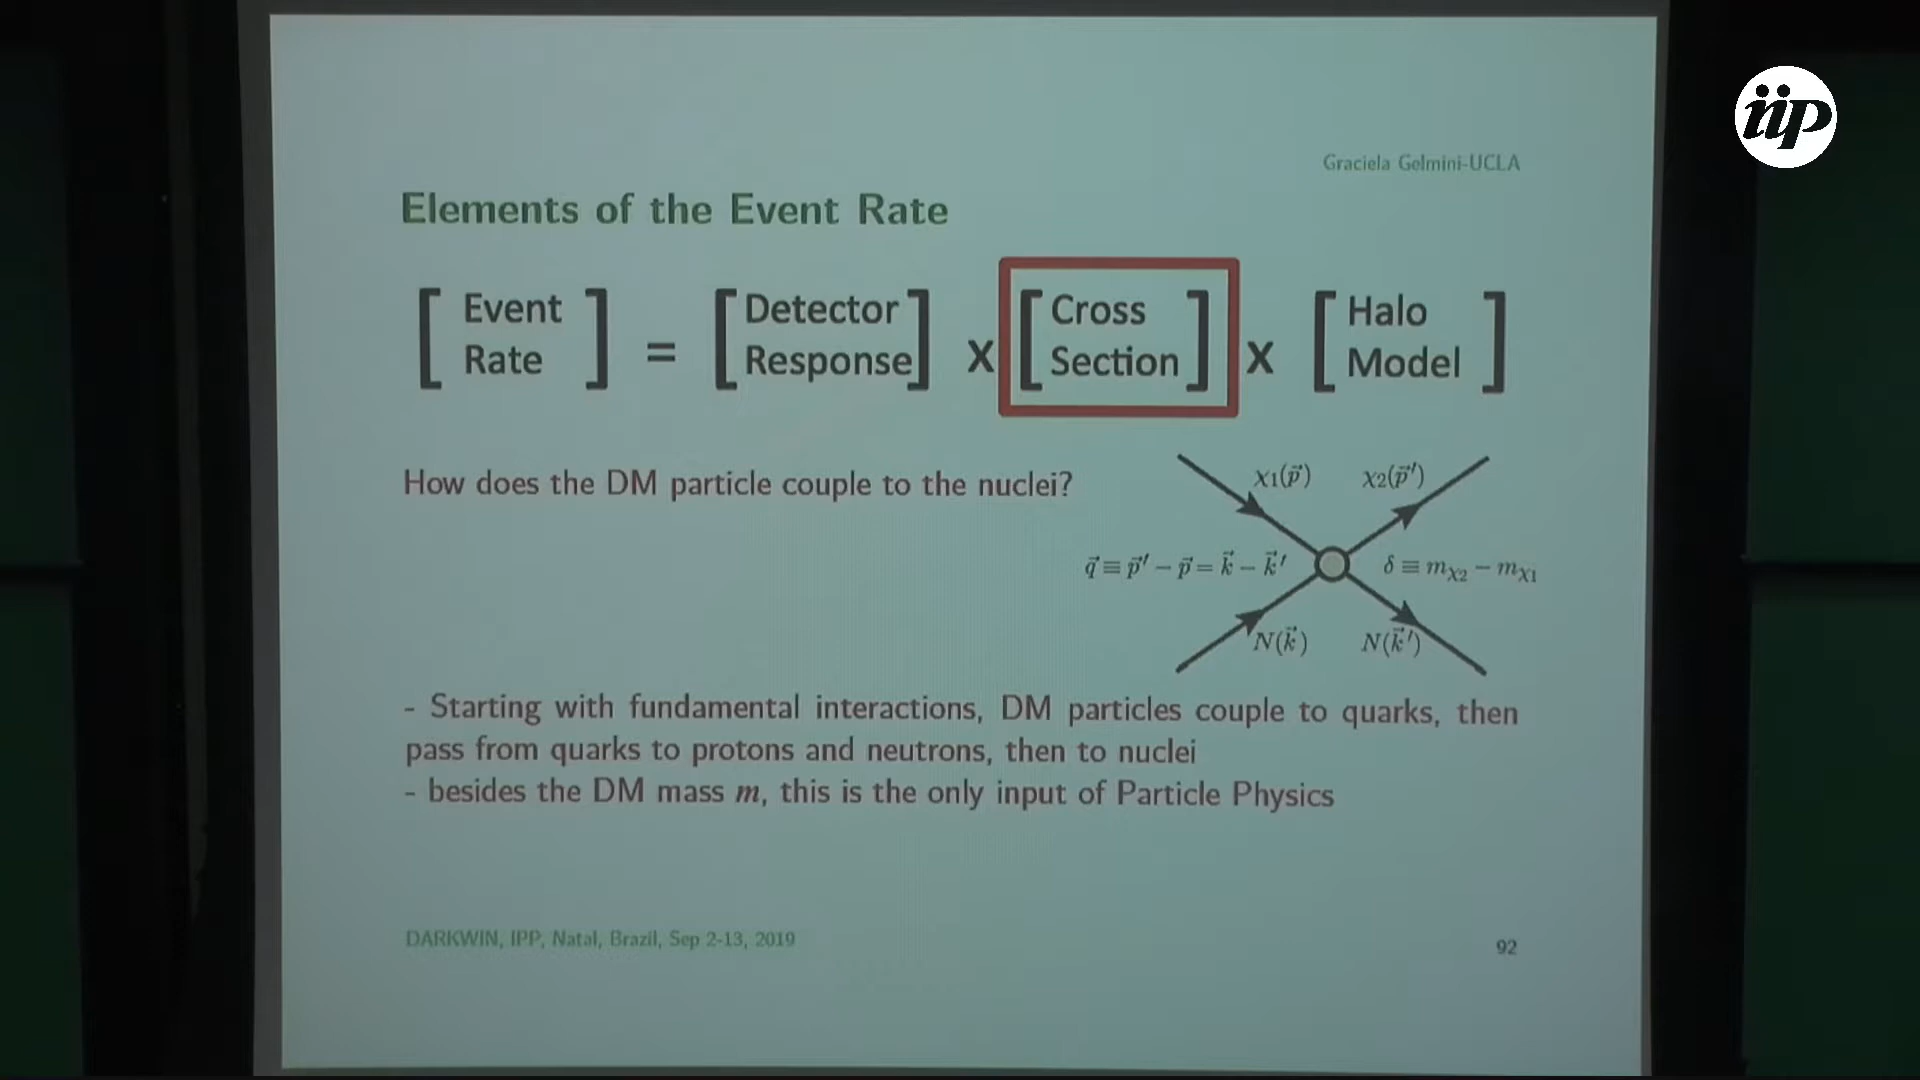 iip
Graciela Gelmini-UCLA
Elements of the Event Rate
[Event Rate] = [Detector Response] x [Cross Section] x [Halo Model]
How does the DM particle couple to the nuclei?
χ1(p⃗) χ2(p⃗′)
q⃗ ≡ p⃗′ − p⃗ = k⃗ − k⃗′ δ ≡ mχ2 − mχ1
N(k⃗) N(k⃗′)
- Starting with fundamental interactions, DM particles couple to quarks, then
pass from quarks to protons and neutrons, then to nuclei
- besides the DM mass m, this is the only input of Particle Physics
DARKWIN, IPP, Natal, Brazil, Sep 2-13, 2019
92